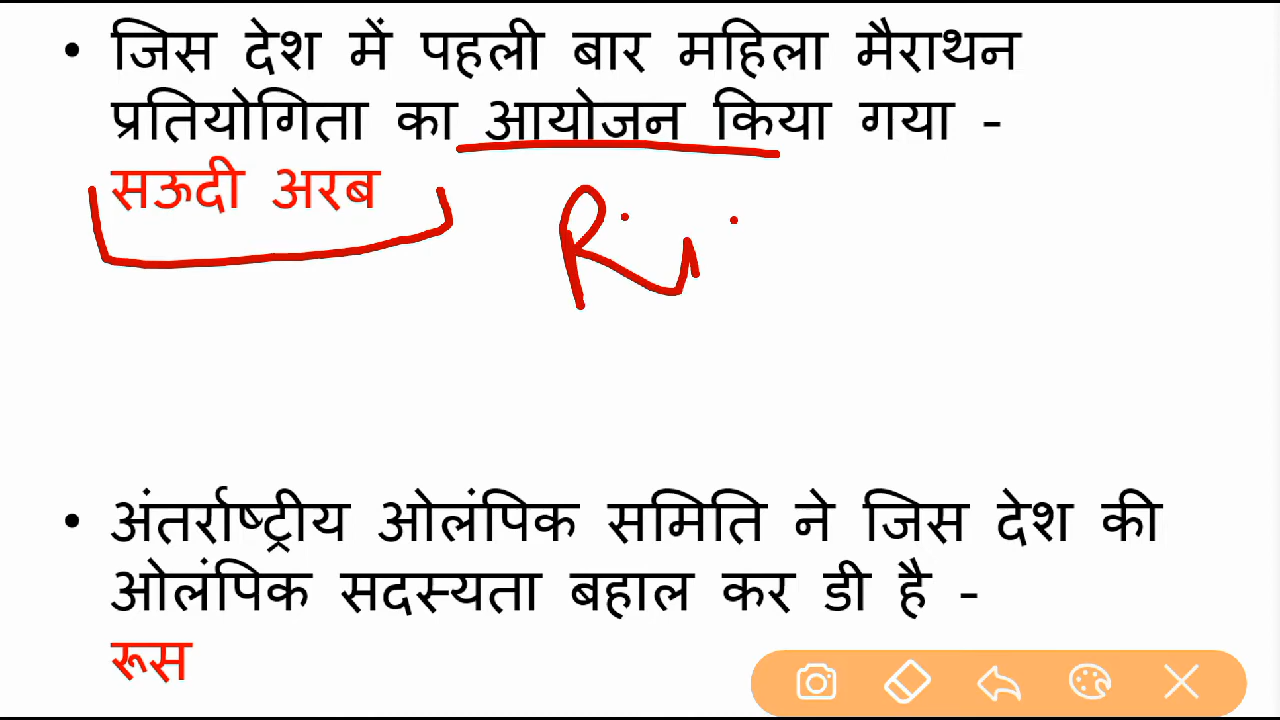 • जिस देश में पहली बार महिला मैराथन
प्रतियोगिता का आयोजन किया गया -
सऊदी अरब
• अंतर्राष्ट्रीय ओलंपिक समिति ने जिस देश की
ओलंपिक सदस्यता बहाल कर डी है -
रूस